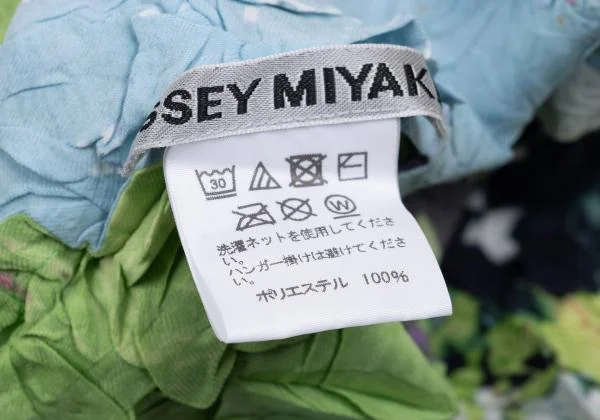 SSEY MIYAK
30
W
洗濯ネットを使用してくださ
い。
ハンガー掛けは避けてくださ
い。
ポリエステル 100%